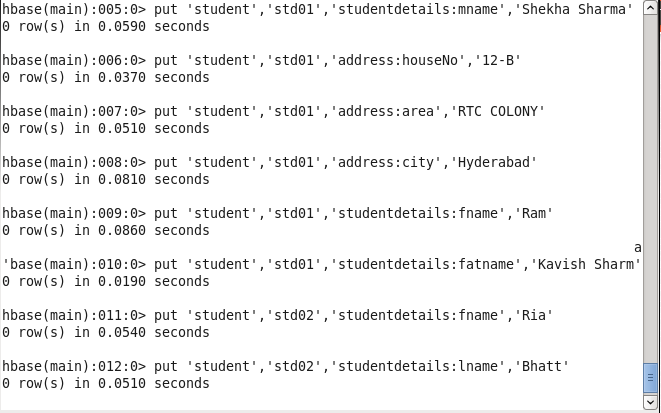 hbase(main):005:0> put 'student','std01','studentdetails:mname','Shekha Sharma'
0 row(s) in 0.0590 seconds
hbase(main):006:0> put 'student','std01','address:houseNo','12-B'
0 row(s) in 0.0370 seconds
hbase(main):007:0> put 'student','std01','address:area','RTC COLONY'
0 row(s) in 0.0510 seconds
hbase(main):008:0> put 'student','std01','address:city','Hyderabad'
0 row(s) in 0.0810 seconds
hbase(main):009:0> put 'student','std01','studentdetails:fname','Ram'
0 row(s) in 0.0860 seconds
a
'base(main):010:0> put 'student','std01','studentdetails:fatname','Kavish Sharm'
0 row(s) in 0.0190 seconds
hbase(main):011:0> put 'student','std02','studentdetails:fname','Ria'
0 row(s) in 0.0540 seconds
hbase(main):012:0> put 'student','std02','studentdetails:lname','Bhatt'
0 row(s) in 0.0510 seconds